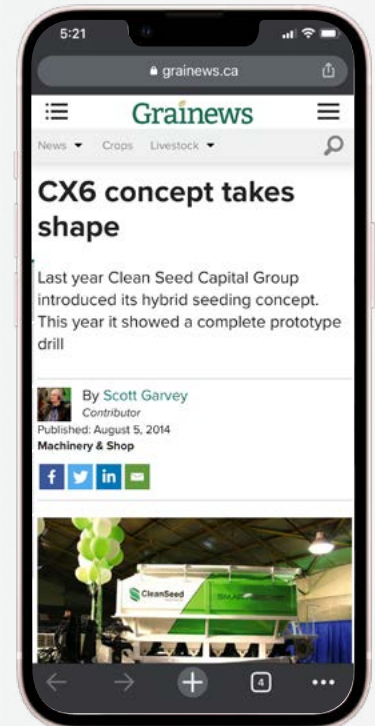 5:21
grainews.ca
Grainews
News Crops Livestock
CX6 concept takes
shape
Last year Clean Seed Capital Group
introduced its hybrid seeding concept.
This year it showed a complete prototype
drill
By Scott Garvey
Contributor
Published: August 5, 2014
Machinery & Shop
f in
CleanSeed
4